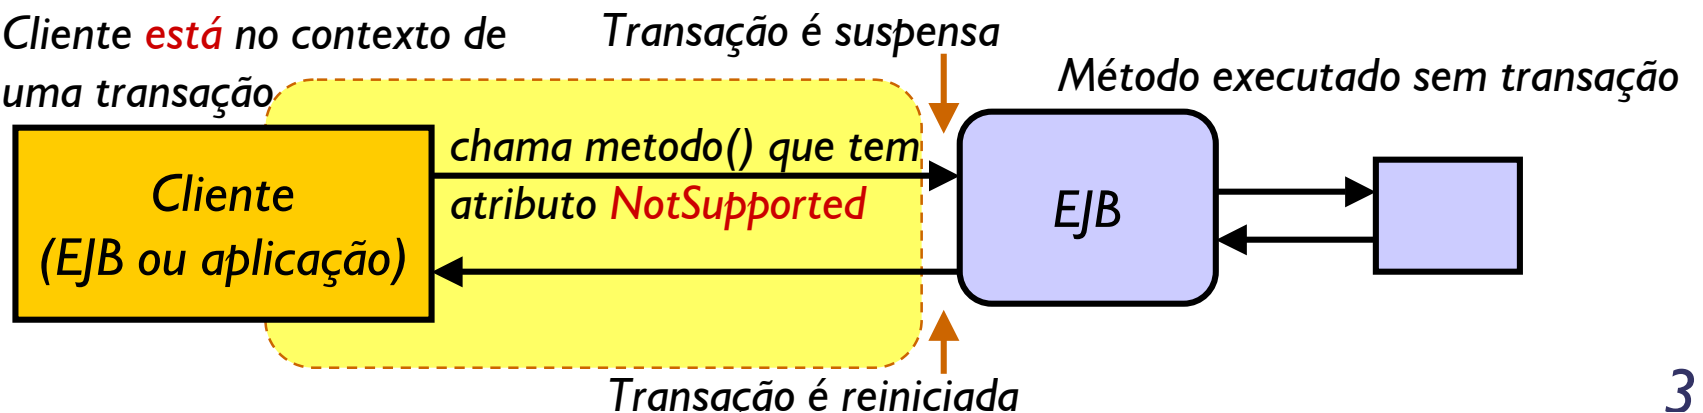 Cliente está no contexto de
uma transação
Transação é suspensa
Método executado sem transação
chama metodo() que tem
atributo NotSupported
Cliente
(EJB ou aplicação)
EJB
Transação é reiniciada
3